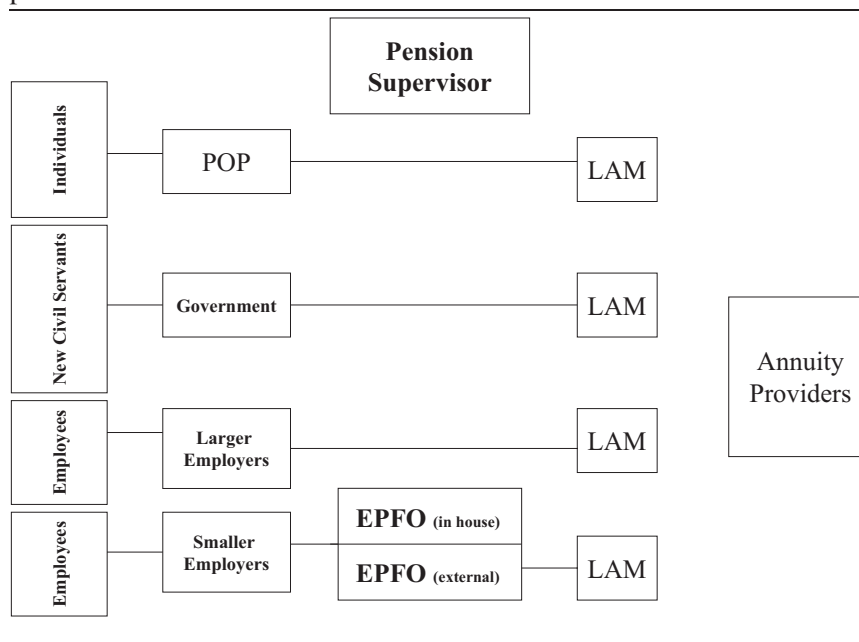 Pension
Supervisor
Individuals
POP
LAM
New Civil Servants
Government
LAM
Annuity
Providers
Employees
Larger
Employers
LAM
Employees
Smaller
Employers
EPFO (in house)
EPFO (external)
LAM